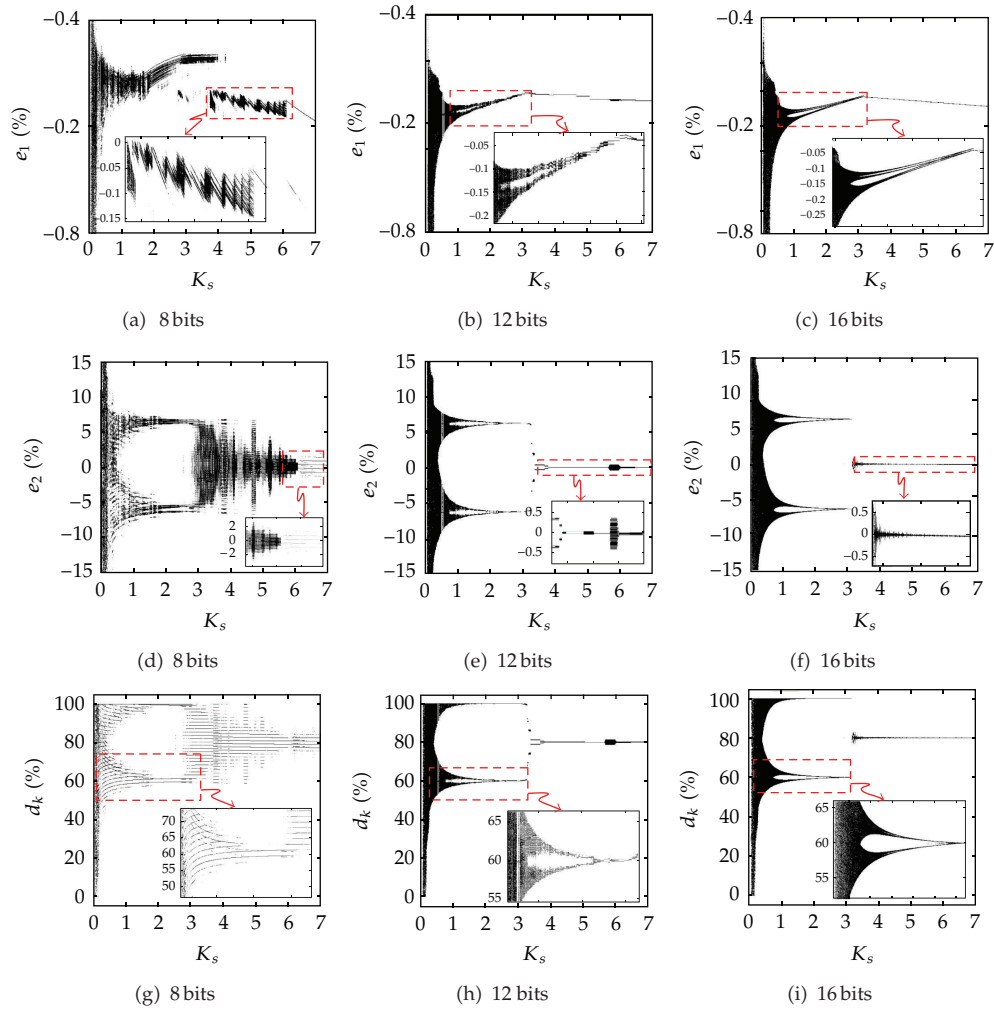 −0.4
−0.2
−0.8
e1 (%)
0
−0.05
−0.1
−0.15
0 1 2 3 4 5 6 7
Ks
(a) 8 bits
−0.4
−0.2
−0.8
e1 (%)
−0.05
−0.1
−0.15
−0.2
0 1 2 3 4 5 6 7
Ks
(b) 12 bits
−0.4
−0.2
−0.8
e1 (%)
−0.05
−0.1
−0.15
−0.2
−0.25
0 1 2 3 4 5 6 7
Ks
(c) 16 bits
15
10
5
0
−5
−10
−15
e2 (%)
2
0
−2
0 1 2 3 4 5 6 7
Ks
(d) 8 bits
15
10
5
0
−5
−10
−15
e2 (%)
0.5
0
−0.5
0 1 2 3 4 5 6 7
Ks
(e) 12 bits
15
10
5
0
−5
−10
−15
e2 (%)
0.5
0
−0.5
0 1 2 3 4 5 6 7
Ks
(f) 16 bits
100
80
60
40
20
0
dk (%)
70
65
60
55
50
0 1 2 3 4 5 6 7
Ks
(g) 8 bits
100
80
60
40
20
0
dk (%)
65
60
55
0 1 2 3 4 5 6 7
Ks
(h) 12 bits
100
80
60
40
20
0
dk (%)
65
60
55
0 1 2 3 4 5 6 7
Ks
(i) 16 bits